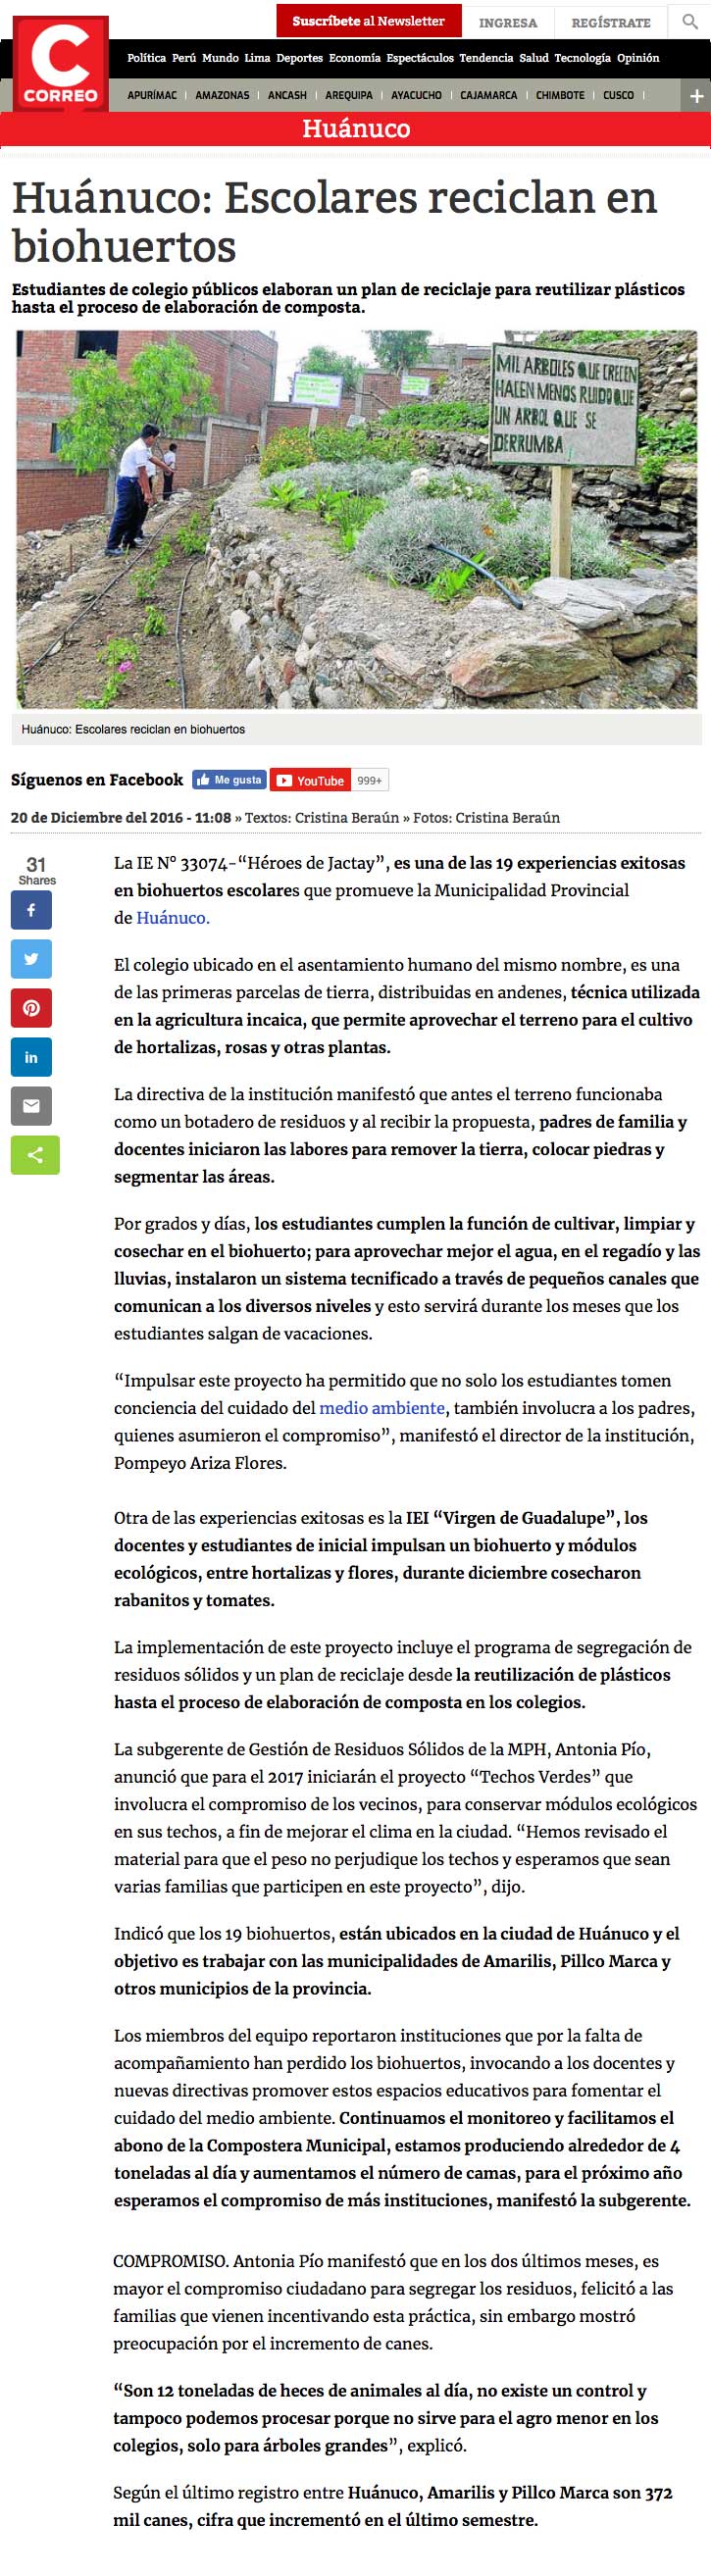 Suscríbete al Newsletter
INGRESA
REGÍSTRATE
C
CORREO
Política Perú Mundo Lima Deportes Economía Espectáculos Tendencia Salud Tecnología Opinión
APURÍMAC | AMAZONAS | ANCASH | AREQUIPA | AYACUCHO | CAJAMARCA | CHIMBOTE | CUSCO |
+
Huánuco
Huánuco: Escolares reciclan en
biohuertos
Estudiantes de colegio públicos elaboran un plan de reciclaje para reutilizar plásticos
hasta el proceso de elaboración de composta.
MIL ARBOLES QUE CRECEN
HACEN MENOS RUIDO QUE
UN ARBOL QUE SE
DERRUMBA
Huánuco: Escolares reciclan en biohuertos
Síguenos en Facebook Me gusta YouTube 999+
20 de Diciembre del 2016 - 11:08 » Textos: Cristina Beraún » Fotos: Cristina Beraún
31
Shares
La IE Nº 33074-“Héroes de Jactay”, es una de las 19 experiencias exitosas
en biohuertos escolares que promueve la Municipalidad Provincial
de Huánuco.
El colegio ubicado en el asentamiento humano del mismo nombre, es una
de las primeras parcelas de tierra, distribuidas en andenes, técnica utilizada
en la agricultura incaica, que permite aprovechar el terreno para el cultivo
de hortalizas, rosas y otras plantas.
La directiva de la institución manifestó que antes el terreno funcionaba
como un botadero de residuos y al recibir la propuesta, padres de familia y
docentes iniciaron las labores para remover la tierra, colocar piedras y
segmentar las áreas.
Por grados y días, los estudiantes cumplen la función de cultivar, limpiar y
cosechar en el biohuerto; para aprovechar mejor el agua, en el regadío y las
lluvias, instalaron un sistema tecnificado a través de pequeños canales que
comunican a los diversos niveles y esto servirá durante los meses que los
estudiantes salgan de vacaciones.
“Impulsar este proyecto ha permitido que no solo los estudiantes tomen
conciencia del cuidado del medio ambiente, también involucra a los padres,
quienes asumieron el compromiso”, manifestó el director de la institución,
Pompeyo Ariza Flores.
Otra de las experiencias exitosas es la IEI “Virgen de Guadalupe”, los
docentes y estudiantes de inicial impulsan un biohuerto y módulos
ecológicos, entre hortalizas y flores, durante diciembre cosecharon
rabanitos y tomates.
La implementación de este proyecto incluye el programa de segregación de
residuos sólidos y un plan de reciclaje desde la reutilización de plásticos
hasta el proceso de elaboración de composta en los colegios.
La subgerente de Gestión de Residuos Sólidos de la MPH, Antonia Pío,
anunció que para el 2017 iniciarán el proyecto “Techos Verdes” que
involucra el compromiso de los vecinos, para conservar módulos ecológicos
en sus techos, a fin de mejorar el clima en la ciudad. “Hemos revisado el
material para que el peso no perjudique los techos y esperamos que sean
varias familias que participen en este proyecto”, dijo.
Indicó que los 19 biohuertos, están ubicados en la ciudad de Huánuco y el
objetivo es trabajar con las municipalidades de Amarilis, Pillco Marca y
otros municipios de la provincia.
Los miembros del equipo reportaron instituciones que por la falta de
acompañamiento han perdido los biohuertos, invocando a los docentes y
nuevas directivas promover estos espacios educativos para fomentar el
cuidado del medio ambiente. Continuamos el monitoreo y facilitamos el
abono de la Compostera Municipal, estamos produciendo alrededor de 4
toneladas al día y aumentamos el número de camas, para el próximo año
esperamos el compromiso de más instituciones, manifestó la subgerente.
COMPROMISO. Antonia Pío manifestó que en los dos últimos meses, es
mayor el compromiso ciudadano para segregar los residuos, felicitó a las
familias que vienen incentivando esta práctica, sin embargo mostró
preocupación por el incremento de canes.
“Son 12 toneladas de heces de animales al día, no existe un control y
tampoco podemos procesar porque no sirve para el agro menor en los
colegios, solo para árboles grandes”, explicó.
Según el último registro entre Huánuco, Amarilis y Pillco Marca son 372
mil canes, cifra que incrementó en el último semestre.